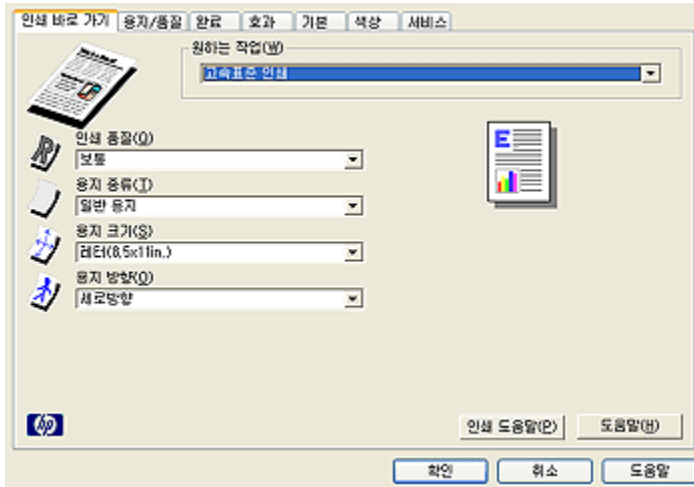 인쇄 바로 가기 용지/품질 완료 효과 기본 색상 서비스
원하는 작업(W)
고속표준 인쇄
인쇄 품질(Q)
보통
용지 종류(T)
일반 용지
용지 크기(S)
레터(8,5x11in,)
용지 방향(O)
세로방향
E
hp
인쇄 도움말(P) 도움말(H)
확인 취소 도움말